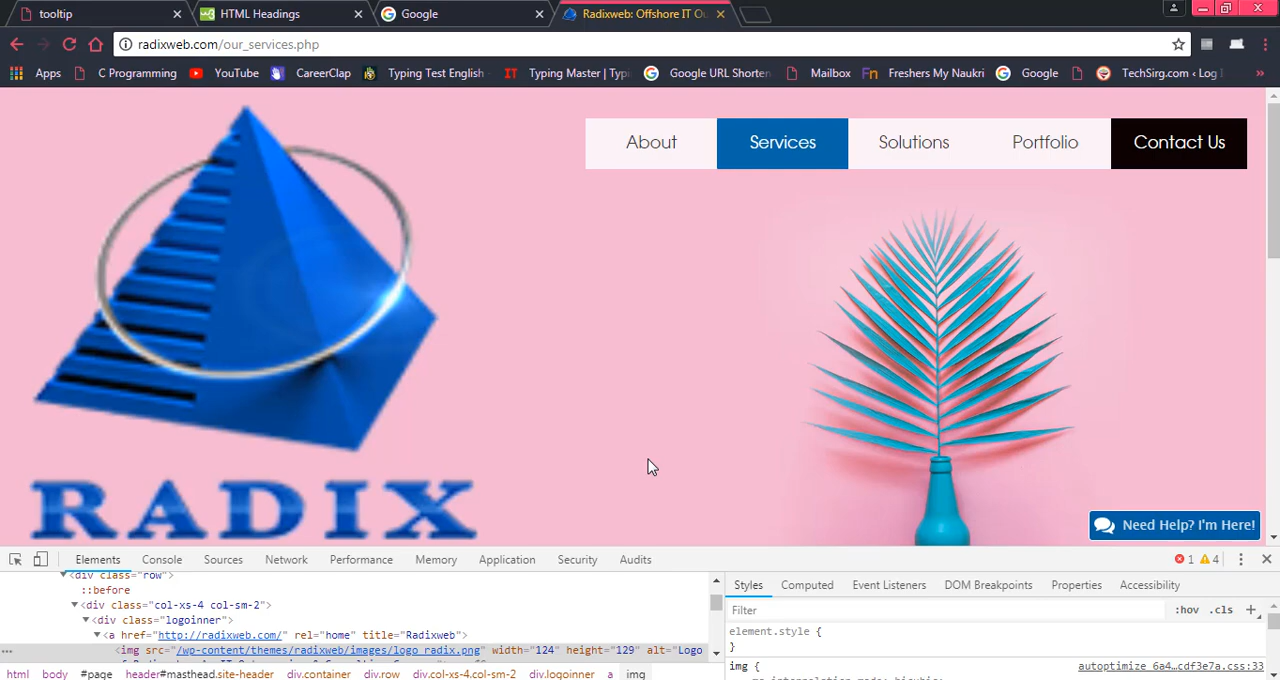 tooltip
HTML Headings
Google
Radixweb: Offshore IT Ou
radixweb.com/our_services.php
Apps
C Programming
YouTube
CareerClap
Typing Test English
IT
Typing Master | Typi
Google URL Shorten
Mailbox
Fn
Freshers My Naukri
Google
TechSirg.com ‹ Log
»
About
Services
Solutions
Portfolio
Contact Us
RADIX
Need Help? I'm Here!
Elements
Console
Sources
Network
Performance
Memory
Application
Security
Audits
1
4
<div class="row">
::before
<div class="col-xs-4 col-sm-2">
<div class="logoinner">
<a href="http://radixweb.com/" rel="home" title="Radixweb">
<img src="/wp-content/themes/radixweb/images/logo_radix.png" width="124" height="129" alt="Logo
html body #page header#masthead.site-header div.container div.row div.col-xs-4.col-sm-2 div.logoinner a img
Styles
Computed
Event Listeners
DOM Breakpoints
Properties
Accessibility
Filter
:hov .cls +
element.style {
}
img {
autoptimize_6a4…cdf3e7a.css:33